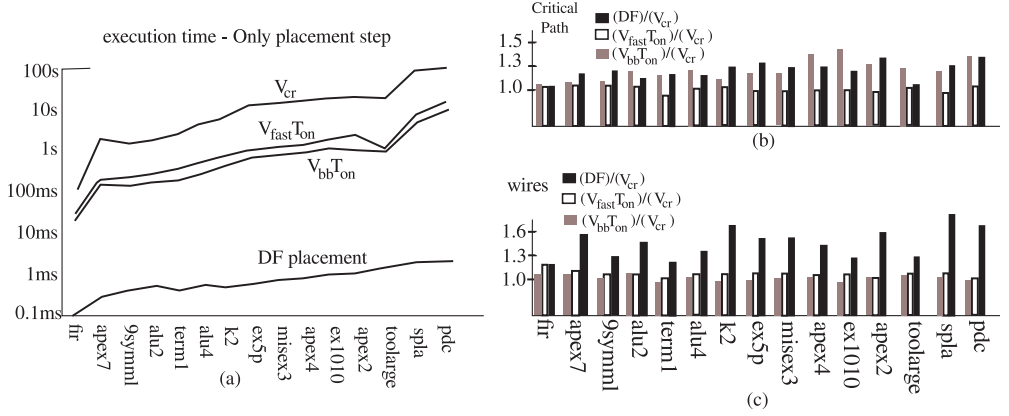 execution time - Only placement step
100s
10s
1s
100ms
10ms
1ms
0.1ms
Vcr
VfastTon
VbbTon
DF placement
fir
apex7
9symml
alu2
term1
alu4
k2
ex5p
misex3
apex4
ex1010
apex2
toolarge
spla
pdc
(a)
Critical
Path
(DF)/(Vcr)
(VfastTon)/(Vcr)
(VbbTon)/(Vcr)
1.5
1.3
1.0
(b)
wires
(DF)/(Vcr)
(VfastTon)/(Vcr)
(VbbTon)/(Vcr)
1.6
1.3
1.0
fir
apex7
9symml
alu2
term1
alu4
k2
ex5p
misex3
apex4
ex1010
apex2
toolarge
spla
pdc
(c)